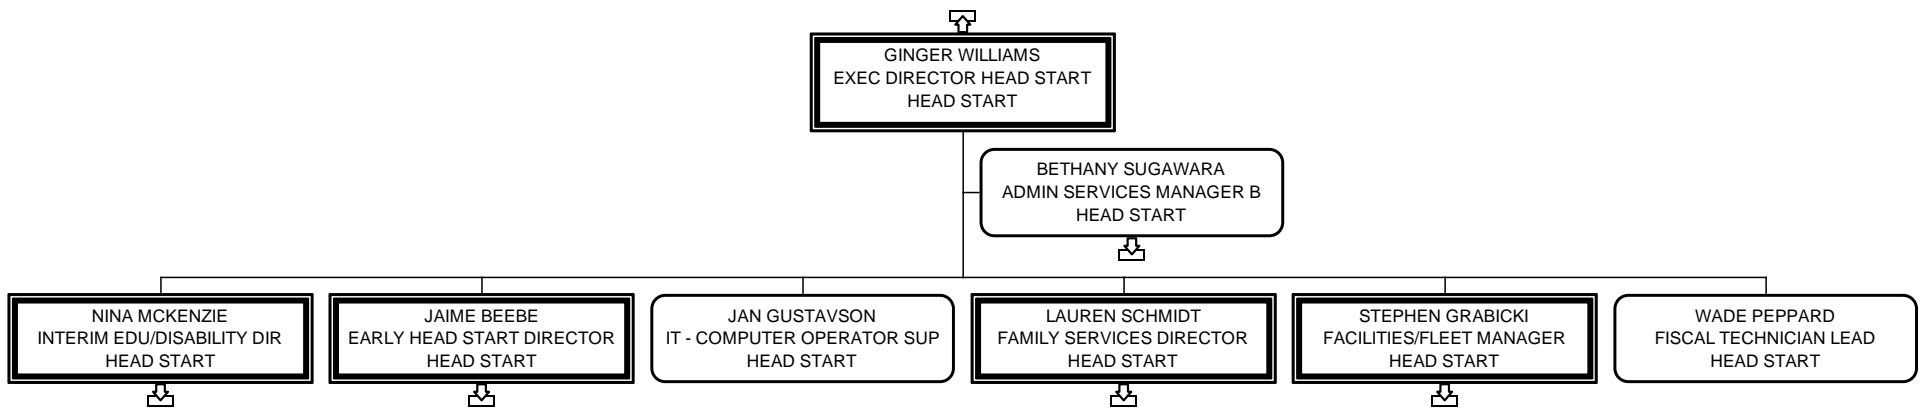 GINGER WILLIAMS
EXEC DIRECTOR HEAD START
HEAD START
BETHANY SUGAWARA
ADMIN SERVICES MANAGER B
HEAD START
NINA MCKENZIE
INTERIM EDU/DISABILITY DIR
HEAD START
JAIME BEEBE
EARLY HEAD START DIRECTOR
HEAD START
JAN GUSTAVSON
IT - COMPUTER OPERATOR SUP
HEAD START
LAUREN SCHMIDT
FAMILY SERVICES DIRECTOR
HEAD START
STEPHEN GRABICKI
FACILITIES/FLEET MANAGER
HEAD START
WADE PEPPARD
FISCAL TECHNICIAN LEAD
HEAD START